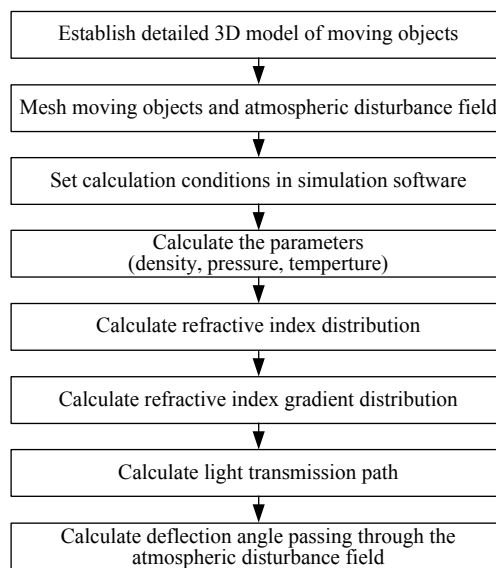 Establish detailed 3D model of moving objects
Mesh moving objects and atmospheric disturbance field
Set calculation conditions in simulation software
Calculate the parameters
(density, pressure, temperture)
Calculate refractive index distribution
Calculate refractive index gradient distribution
Calculate light transmission path
Calculate deflection angle passing through the
atmospheric disturbance field